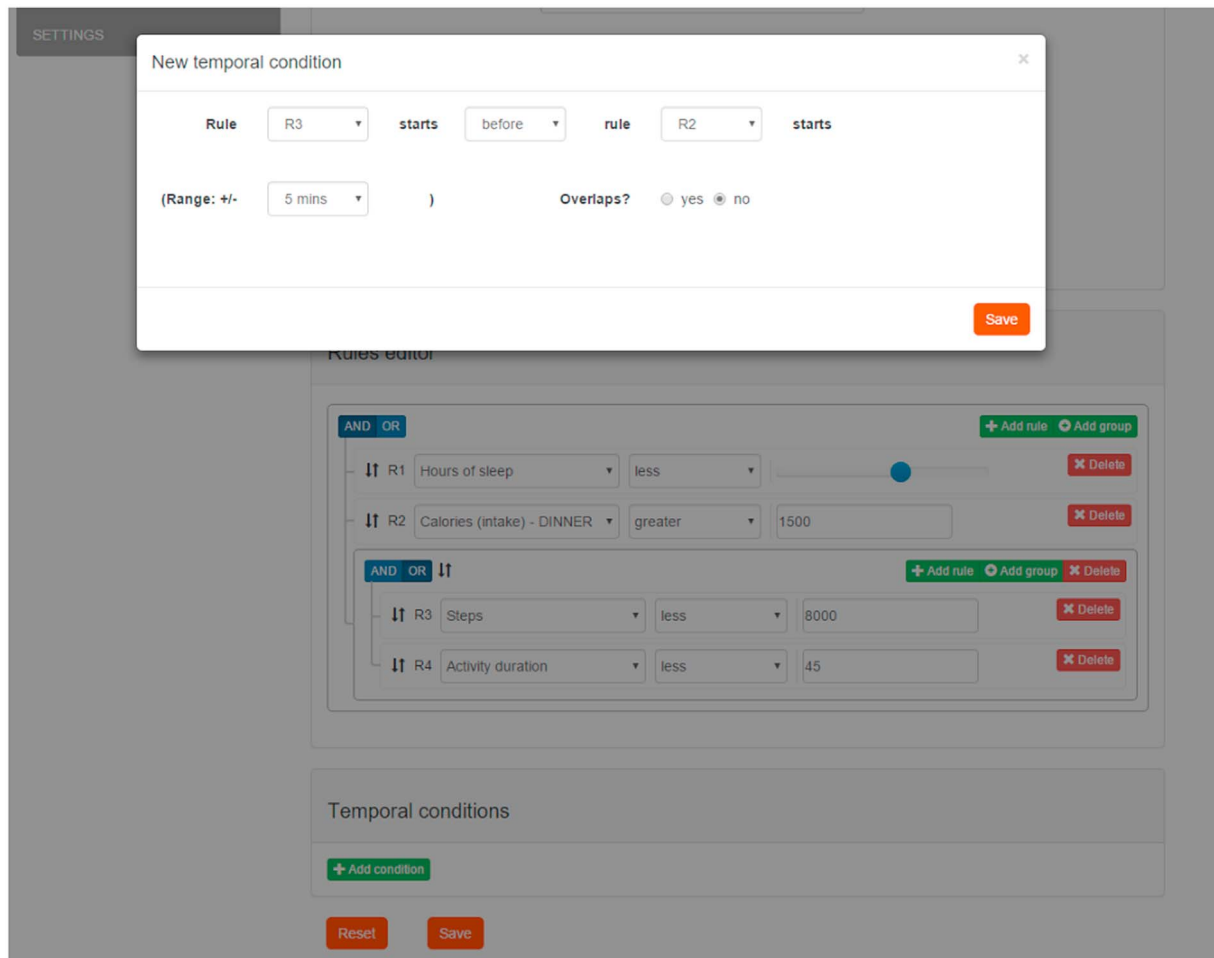 SETTINGS
New temporal condition ×
Rule R3 starts before rule R2 starts
(Range: +/- 5 mins ) Overlaps? yes no
Save
Rules editor
AND OR Add rule Add group
R1 Hours of sleep less Delete
R2 Calories (intake) - DINNER greater 1500 Delete
AND OR Add rule Add group Delete
R3 Steps less 8000 Delete
R4 Activity duration less 45 Delete
Temporal conditions
Add condition
Reset Save